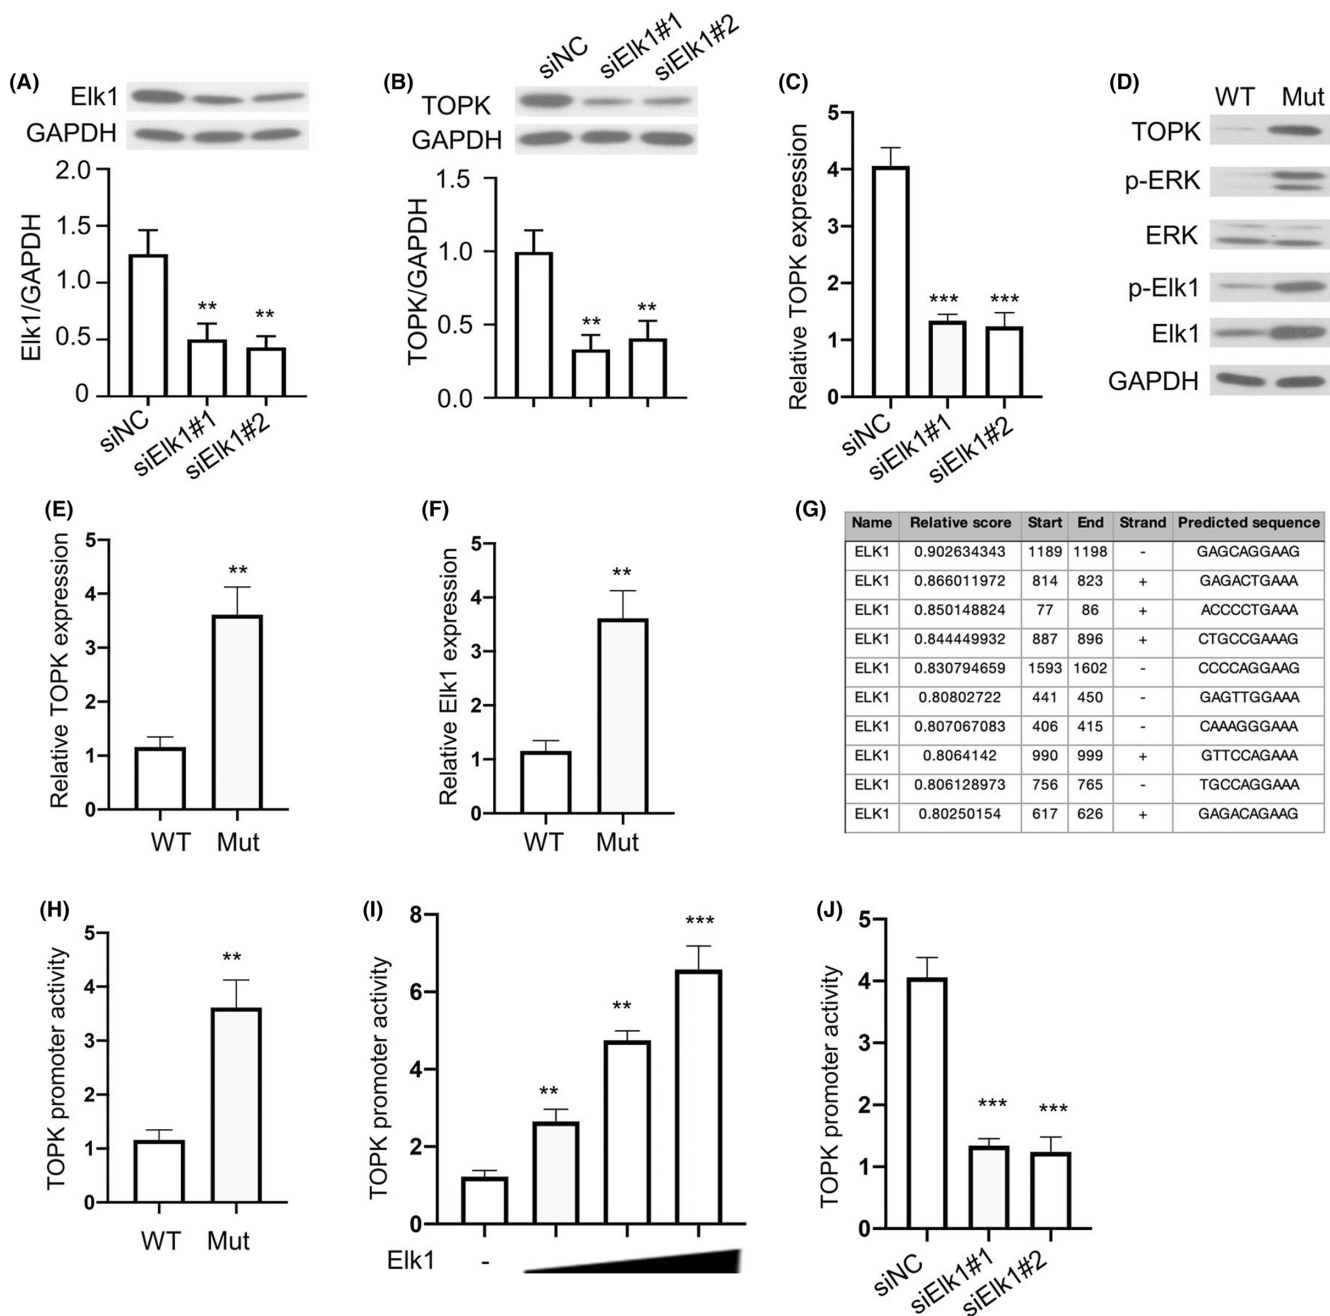 (A)
Elk1
GAPDH
2.0
1.5
1.0
0.5
0
Elk1/GAPDH
**
**
siNC
siElk1#1
siElk1#2
(B)
siNC
siElk1#1
siElk1#2
TOPK
GAPDH
1.5
1.0
0.5
0.0
TOPK/GAPDH
**
**
(C)
5
4
3
2
1
0
Relative TOPK expression
***
***
siNC
siElk1#1
siElk1#2
(D)
WT Mut
TOPK
p-ERK
ERK
p-Elk1
Elk1
GAPDH
(E)
5
4
3
2
1
0
Relative TOPK expression
**
WT Mut
(F)
5
4
3
2
1
0
Relative Elk1 expression
**
WT Mut
(G)
Name Relative score Start End Strand Predicted sequence
ELK1 0.902634343 1189 1198 - GAGCAGGAAG
ELK1 0.866011972 814 823 + GAGACTGAAA
ELK1 0.850148824 77 86 + ACCCCTGAAA
ELK1 0.844449932 887 896 + CTGCCGAAAG
ELK1 0.830794659 1593 1602 - CCCCAGGAAG
ELK1 0.80802722 441 450 - GAGTTGGAAA
ELK1 0.807067083 406 415 - CAAAGGGAAA
ELK1 0.8064142 990 999 + GTTCCAGAAA
ELK1 0.806128973 756 765 - TGCCAGGAAA
ELK1 0.80250154 617 626 + GAGACAGAAG
(H)
5
4
3
2
1
0
TOPK promoter activity
**
WT Mut
(I)
8
6
4
2
0
TOPK promoter activity
**
**
***
Elk1 -
(J)
5
4
3
2
1
0
TOPK promoter activity
***
***
siNC
siElk1#1
siElk1#2